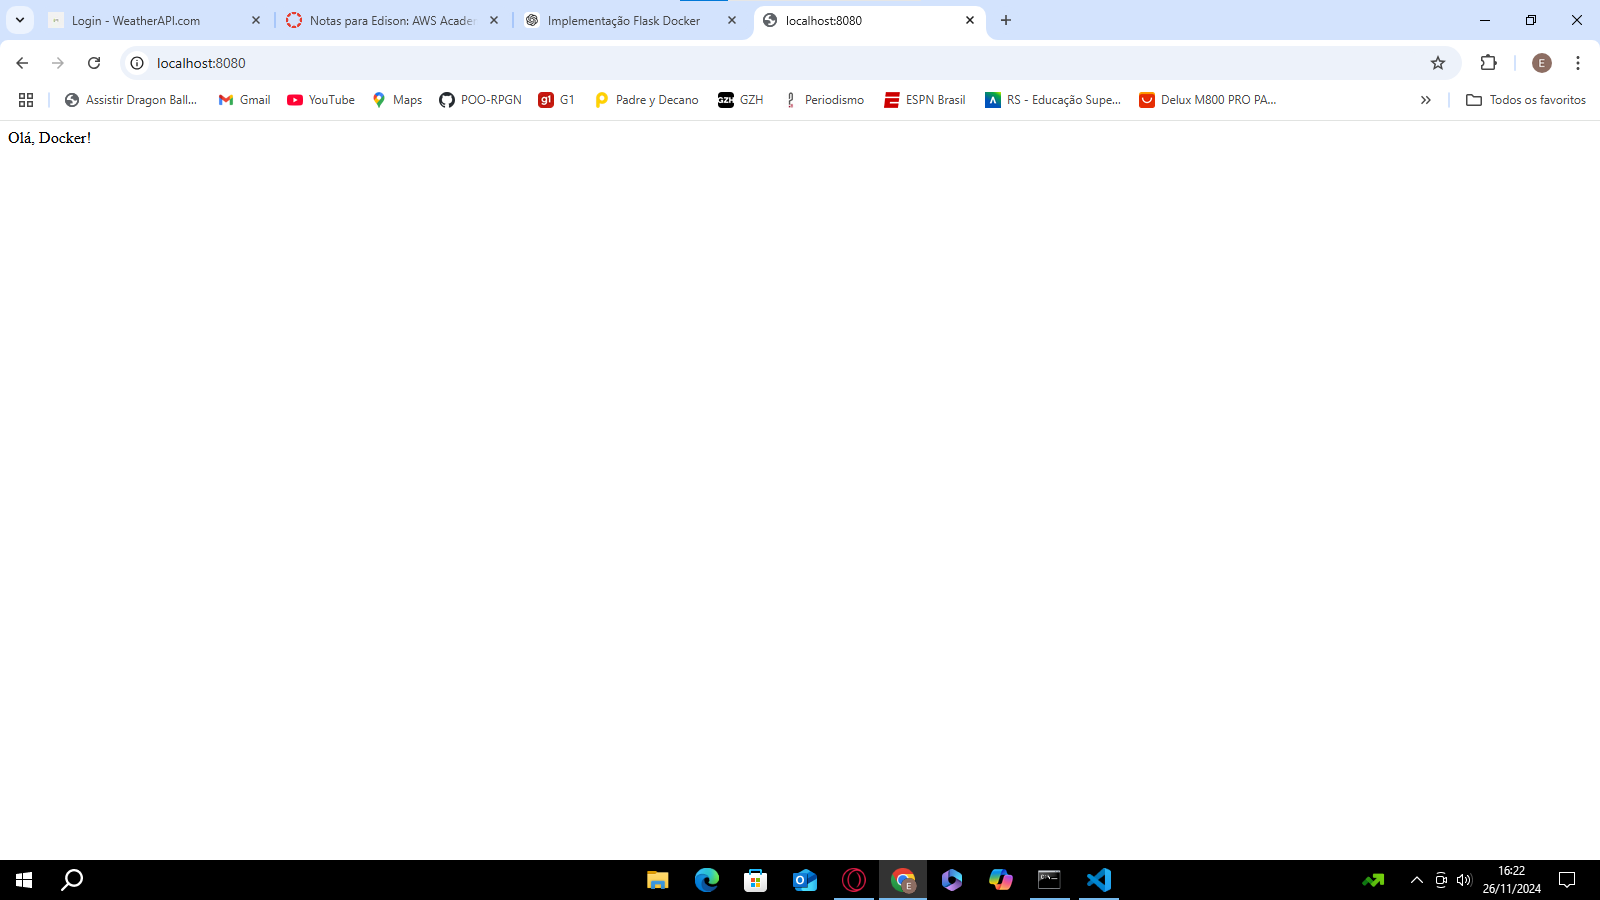 Login - WeatherAPI.com
Notas para Edison: AWS Acade
Implementação Flask Docker
localhost:8080
localhost:8080
E
Assistir Dragon Ball...
Gmail
YouTube
Maps
POO-RPGN
g1 G1
Padre y Decano
GZH GZH
Periodismo
ESPN Brasil
RS - Educação Supe...
Delux M800 PRO PA...
Todos os favoritos
Olá, Docker!
E
16:22
26/11/2024